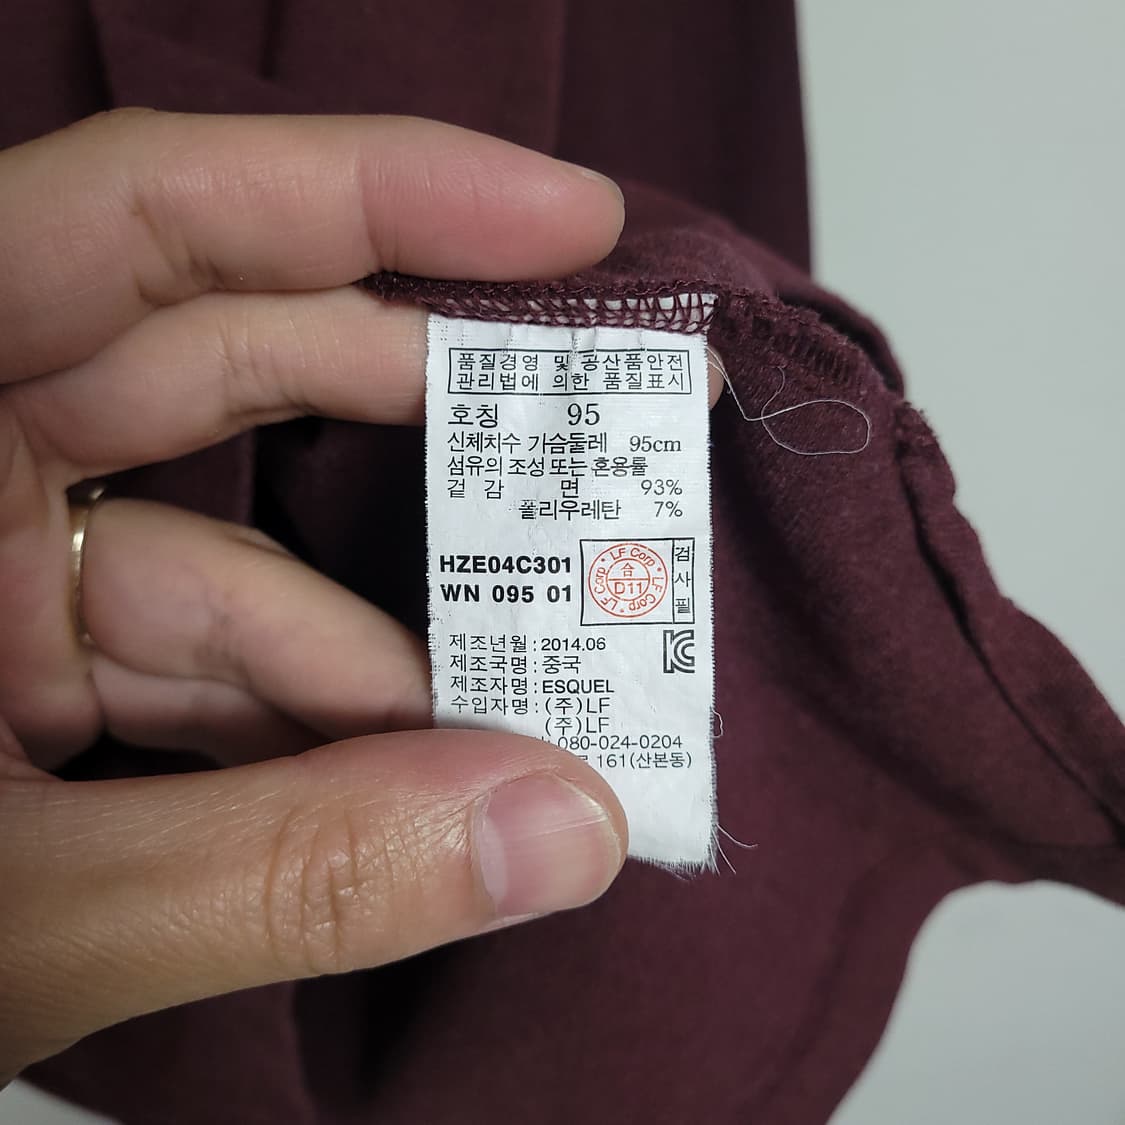 품질경영 및 공산품안전
관리법에 의한 품질표시
호칭 95
신체치수 가슴둘레 95cm
섬유의 조성 또는 혼용률
겉 감 면 93%
폴리우레탄 7%
HZE04C301
WN 095 01
LF Corp • LF Corp • LF Corp •
合
D11
검사필
제조년월 : 2014.06
제조국명 : 중국
제조자명 : ESQUEL
수입자명 : (주)LF
(주)LF
080-024-0204
161(산본동)